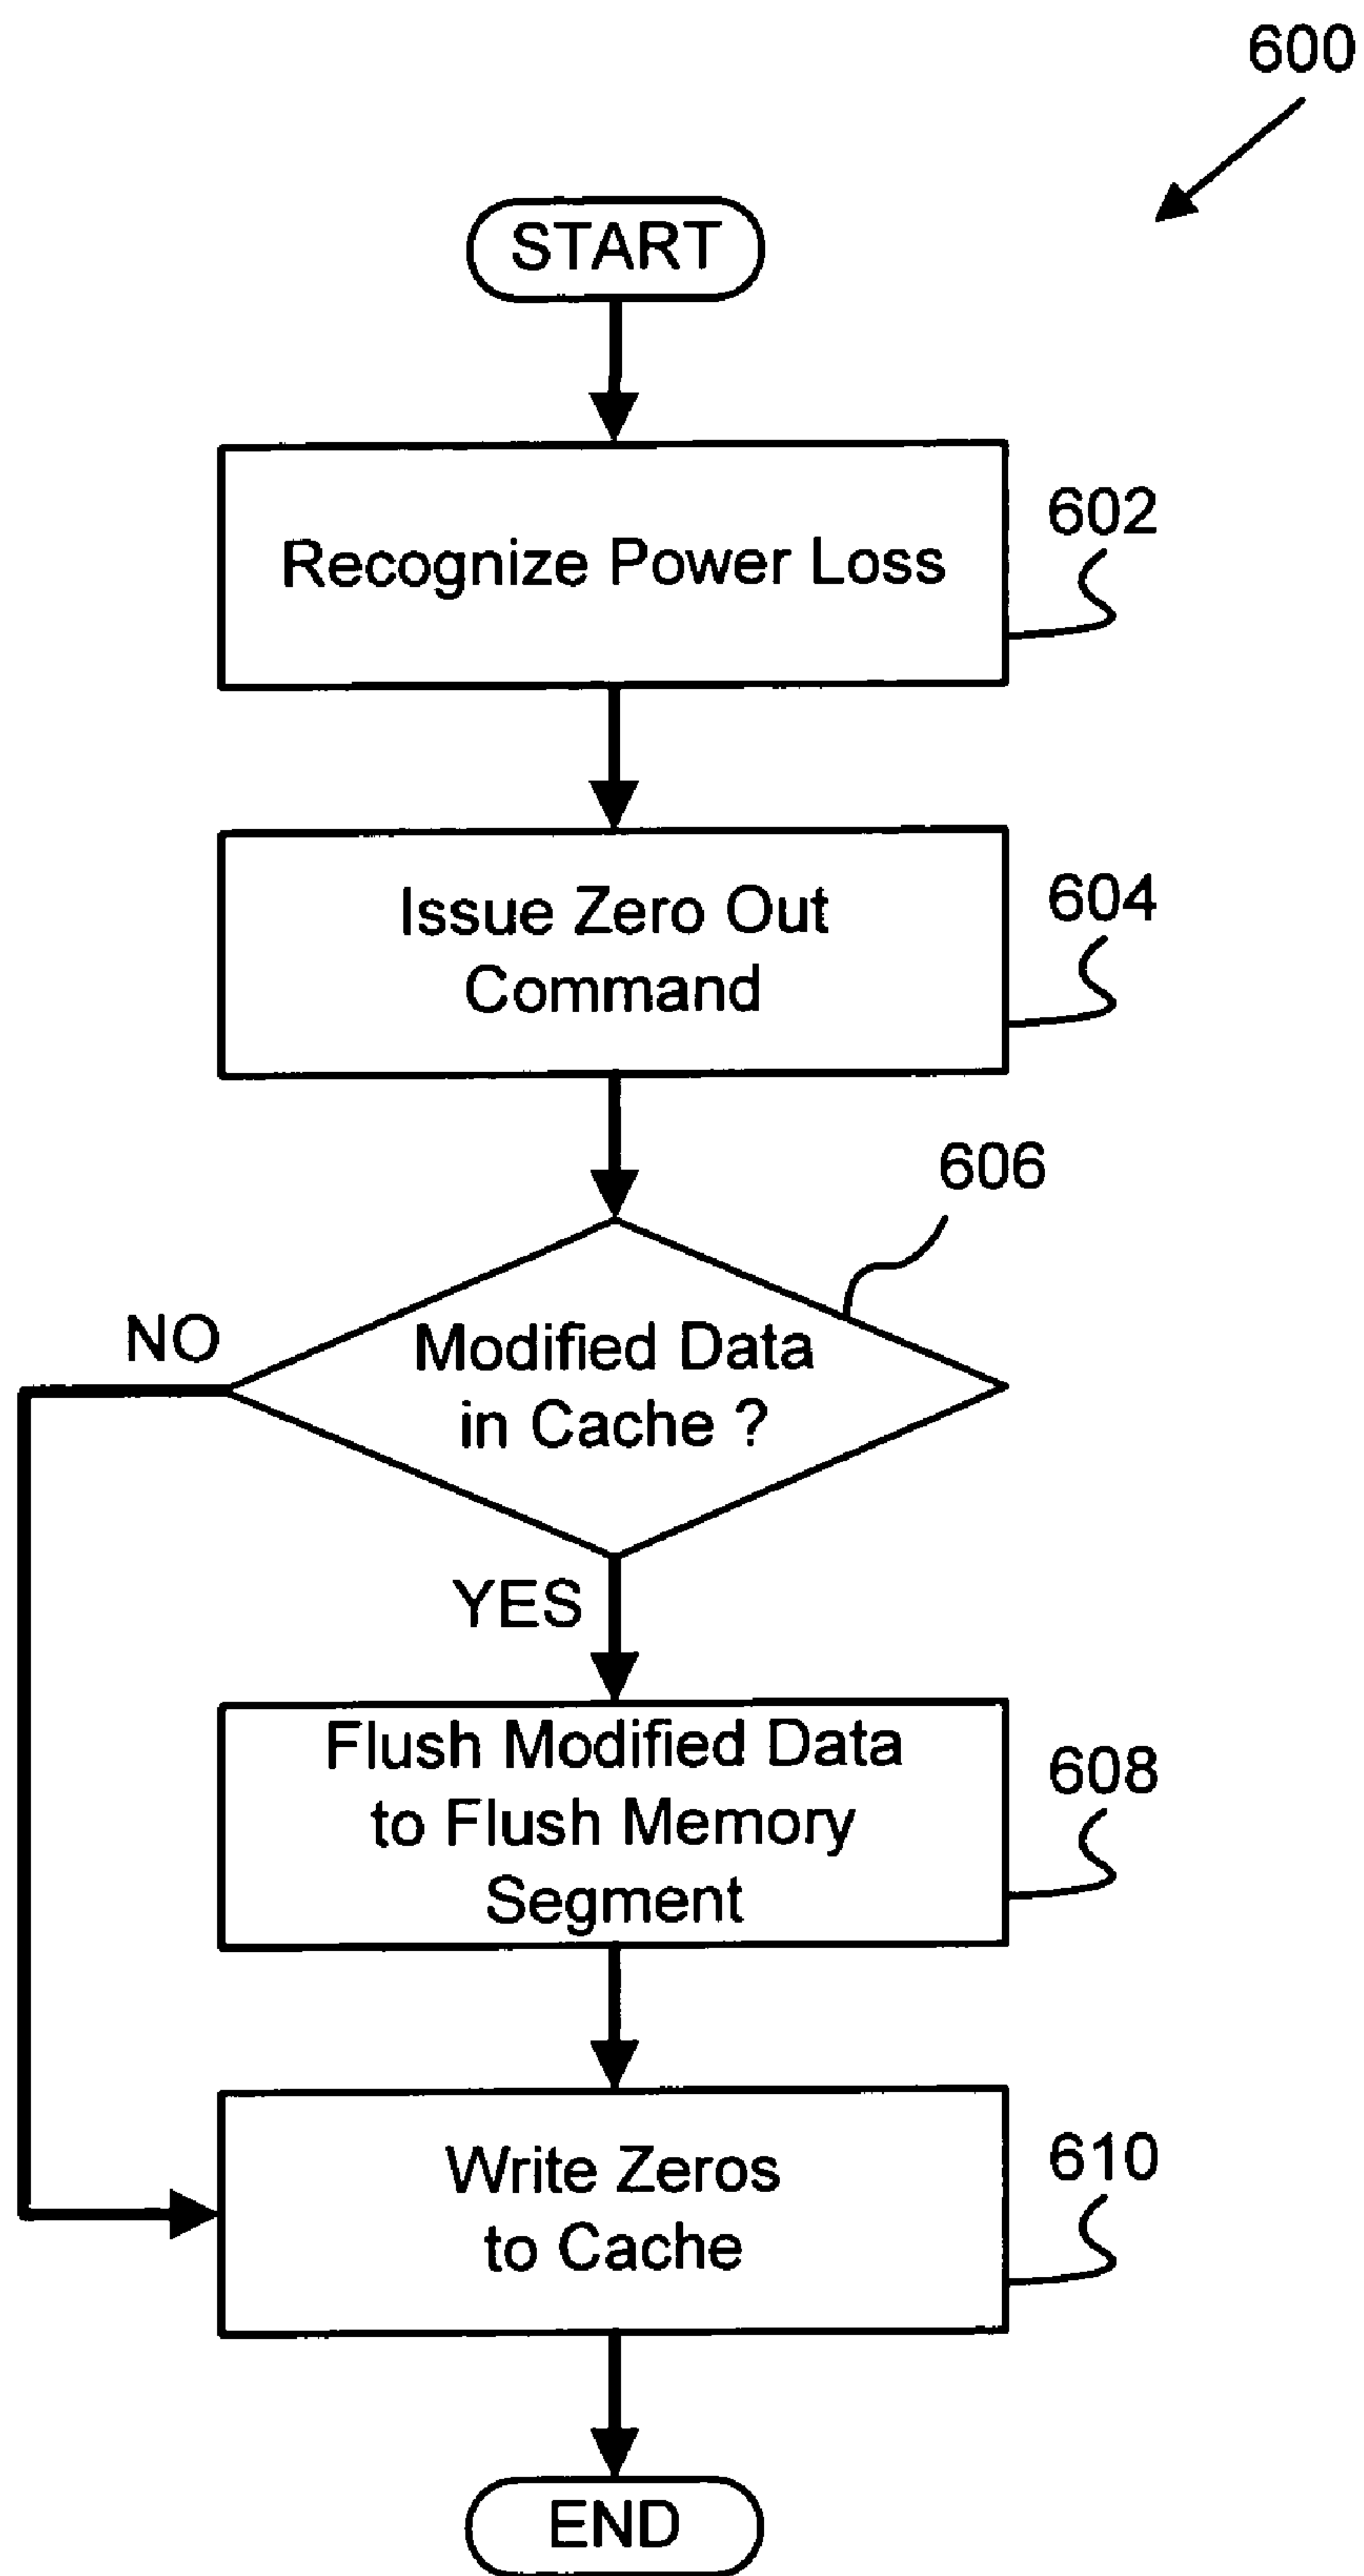 600
START
Recognize Power Loss
602
Issue Zero Out
Command
604
606
NO
Modified Data
in Cache ?
YES
Flush Modified Data
to Flush Memory
Segment
608
Write Zeros
to Cache
610
END